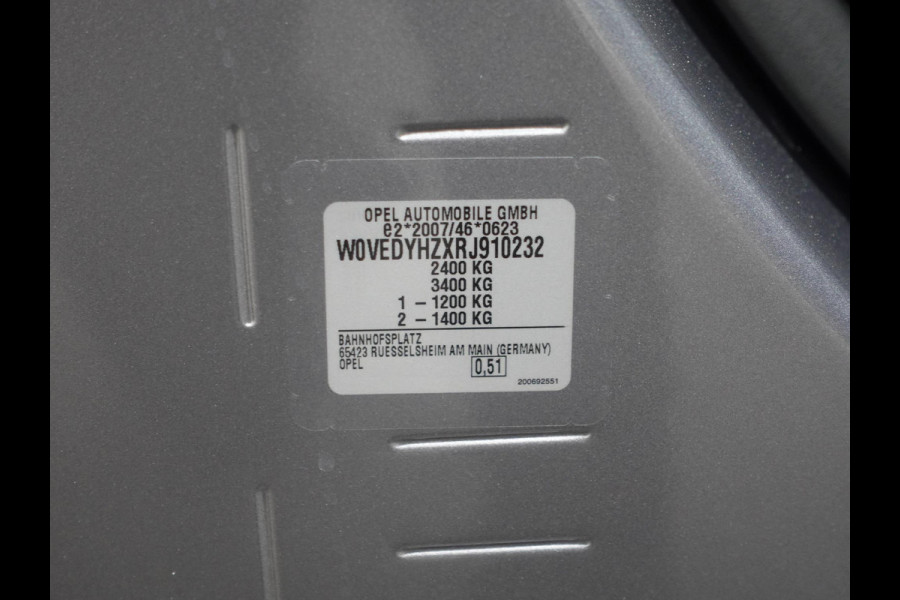 OPEL AUTOMOBILE GMBH
e2*2007/46*0623
W0VEDYHZXRJ910232
2400 KG
3400 KG
1 – 1200 KG
2 – 1400 KG
BAHNHOFSPLATZ
65423 RUESSELSHEIM AM MAIN (GERMANY)
OPEL 0,51
200692551